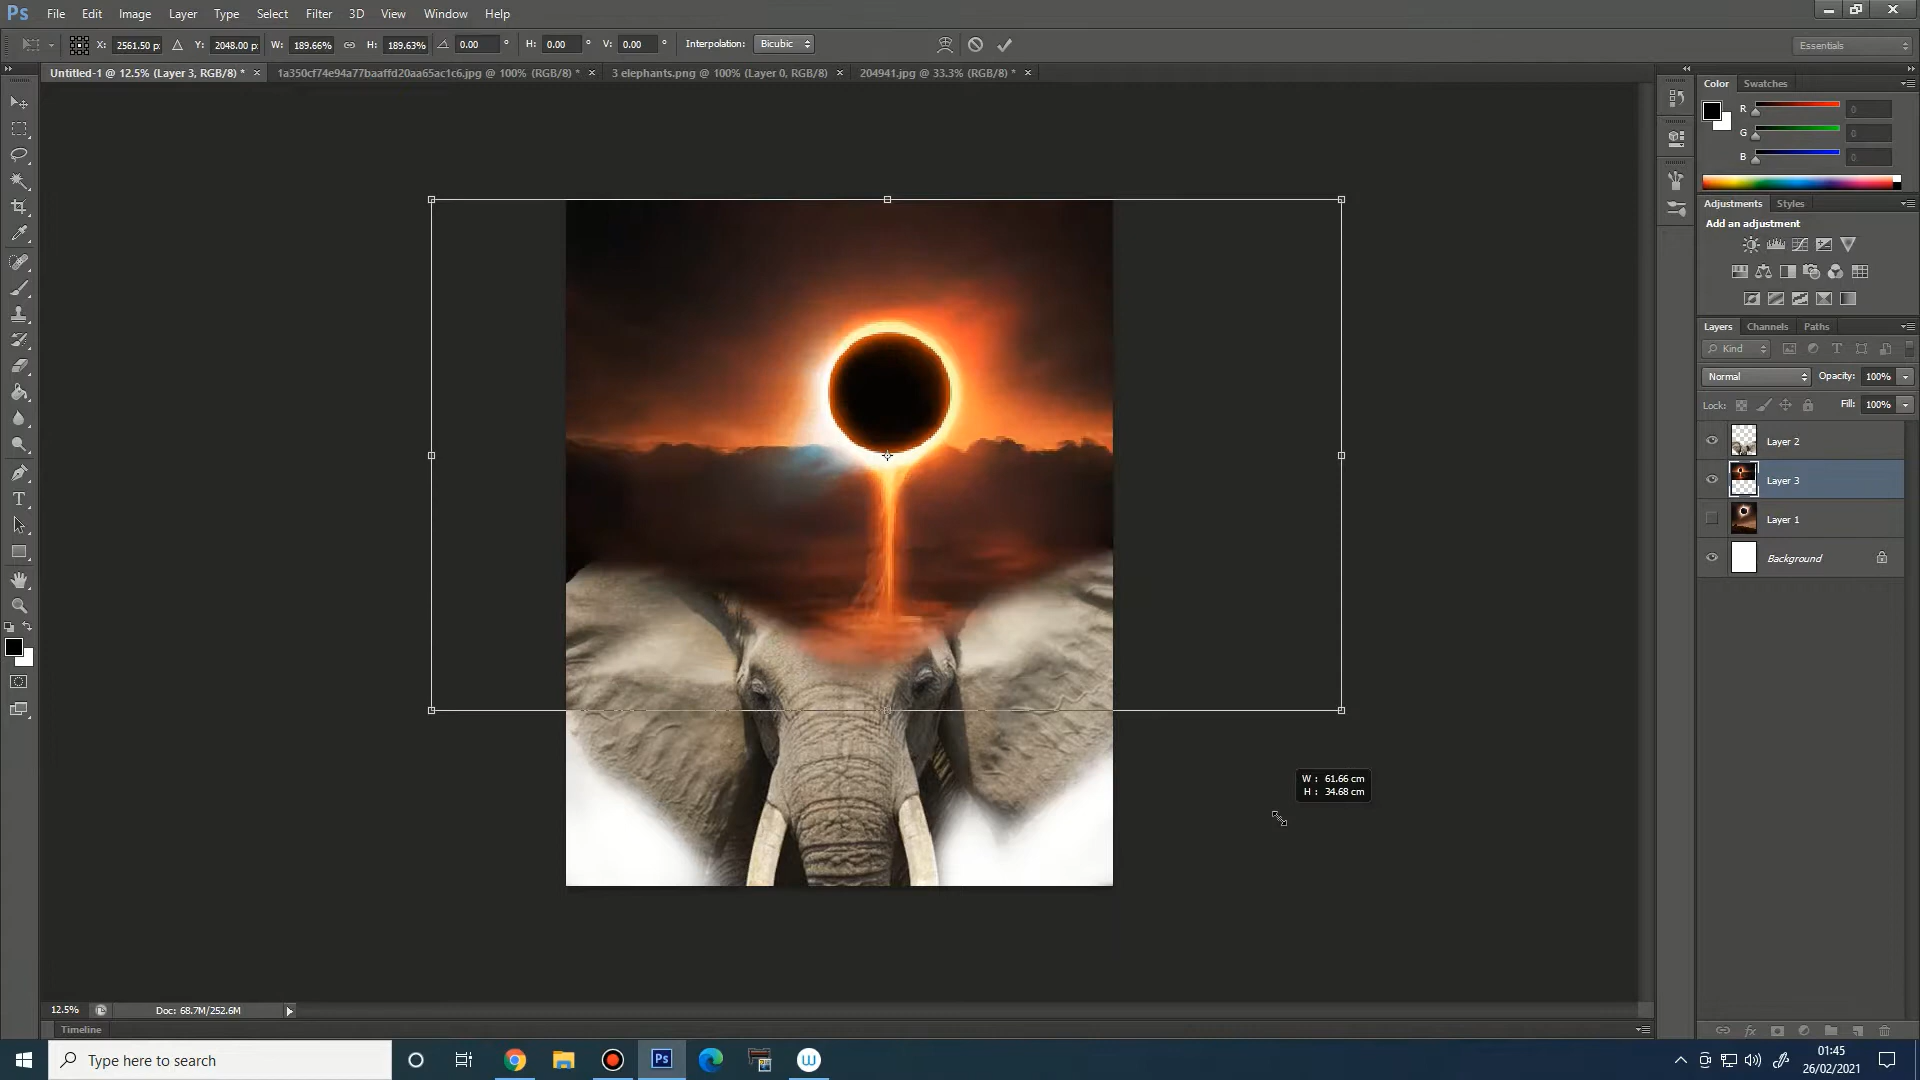 Ps File Edit Image Layer Type Select Filter 3D View Window Help
X: 2561.50 p: Y: 2048.00 p: W: 189.66% H: 189.63% 0.00 ° H: 0.00 ° V: 0.00 ° Interpolation: Bicubic Essentials
Untitled-1 @ 12.5% (Layer 3, RGB/8) * × 1a350cf74e94a77baaffd20aa65ac1c6.jpg @ 100% (RGB/8) * × 3 elephants.png @ 100% (Layer 0, RGB/8) × 204941.jpg @ 33.3% (RGB/8) * ×
Color Swatches
R 0
G 0
B 0
Adjustments Styles
Add an adjustment
Layers Channels Paths
Kind
Normal Opacity: 100%
Lock: Fill: 100%
Layer 2
Layer 3
Layer 1
Background
W : 61.66 cm
H : 34.68 cm
12.5% Doc: 68.7M/252.6M
Timeline
Type here to search
Ps
W
01:45
26/02/2021